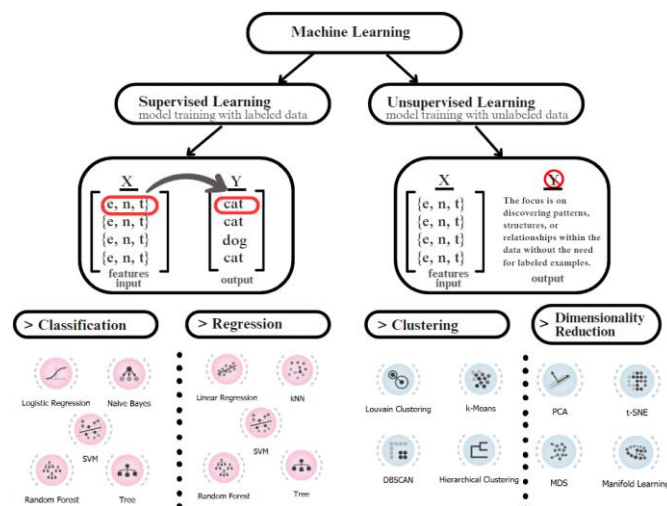 Machine Learning
Supervised Learning
model training with labeled data
Unsupervised Learning
model training with unlabeled data
X Y
{e, n, t} cat
{e, n, t} cat
{e, n, t} dog
{e, n, t} cat
features
input
output
X Y
{e, n, t}
{e, n, t}
{e, n, t}
{e, n, t}
features
input
The focus is on
discovering patterns,
structures, or
relationships within the
data without the need
for labeled examples.
output
> Classification
> Regression
> Clustering
> Dimensionality
Reduction
Logistic Regression
Naive Bayes
SVM
Random Forest
Tree
Linear Regression
kNN
SVM
Random Forest
Tree
Louvain Clustering
k-Means
DBSCAN
Hierarchical Clustering
PCA
t-SNE
MDS
Manifold Learning